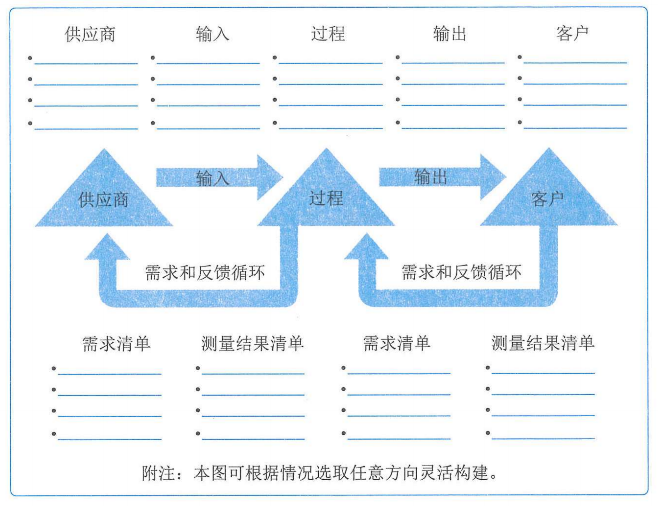 供应商 输入 过程 输出 客户
供应商 输入 过程 输出 客户
需求和反馈循环 需求和反馈循环
需求清单 测量结果清单 需求清单 测量结果清单
附注：本图可根据情况选取任意方向灵活构建。